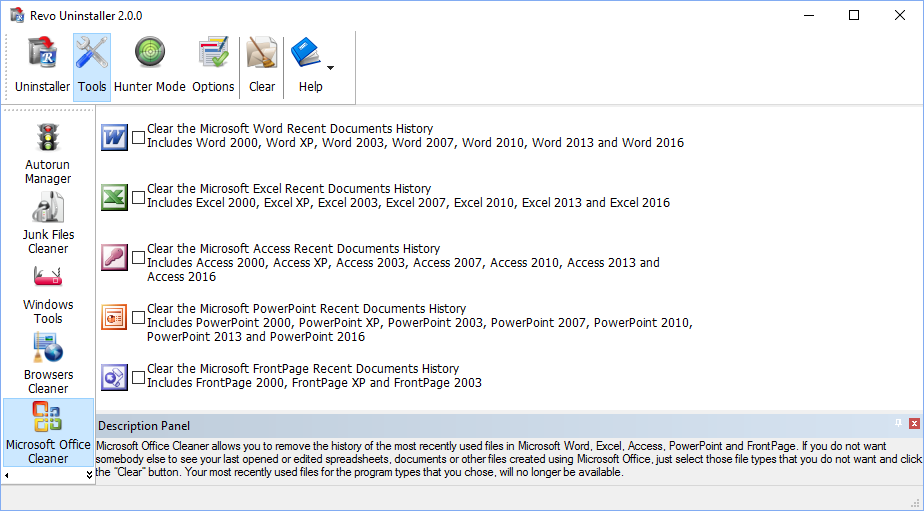 Revo Uninstaller 2.0.0
Uninstaller Tools Hunter Mode Options Clear Help
Autorun
Manager
Junk Files
Cleaner
Windows
Tools
Browsers
Cleaner
Microsoft Office
Cleaner
Clear the Microsoft Word Recent Documents History
Includes Word 2000, Word XP, Word 2003, Word 2007, Word 2010, Word 2013 and Word 2016
Clear the Microsoft Excel Recent Documents History
Includes Excel 2000, Excel XP, Excel 2003, Excel 2007, Excel 2010, Excel 2013 and Excel 2016
Clear the Microsoft Access Recent Documents History
Includes Access 2000, Access XP, Access 2003, Access 2007, Access 2010, Access 2013 and
Access 2016
Clear the Microsoft PowerPoint Recent Documents History
Includes PowerPoint 2000, PowerPoint XP, PowerPoint 2003, PowerPoint 2007, PowerPoint 2010,
PowerPoint 2013 and PowerPoint 2016
Clear the Microsoft FrontPage Recent Documents History
Includes FrontPage 2000, FrontPage XP and FrontPage 2003
Description Panel
Microsoft Office Cleaner allows you to remove the history of the most recently used files in Microsoft Word, Excel, Access, PowerPoint and FrontPage. If you do not want
somebody else to see your last opened or edited spreadsheets, documents or other files created using Microsoft Office, just select those file types that you do not want and click
the “Clear” button. Your most recently used files for the program types that you chose, will no longer be available.